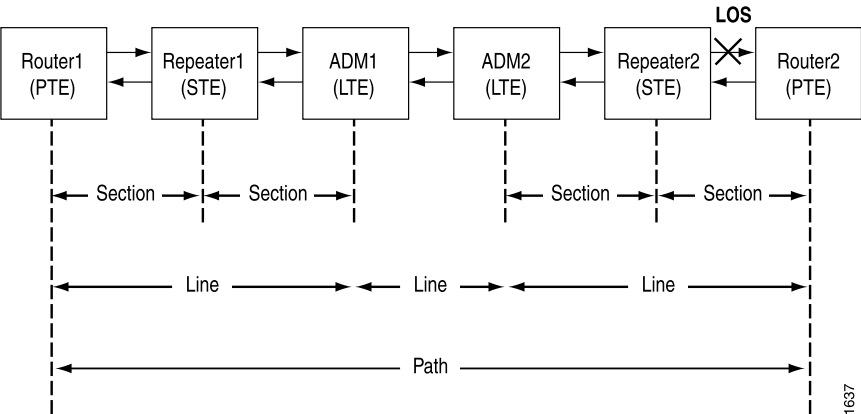 LOS
Router1
(PTE)
Repeater1
(STE)
ADM1
(LTE)
ADM2
(LTE)
Repeater2
(STE)
Router2
(PTE)
Section
Section
Section
Section
Line
Line
Line
Path
1637